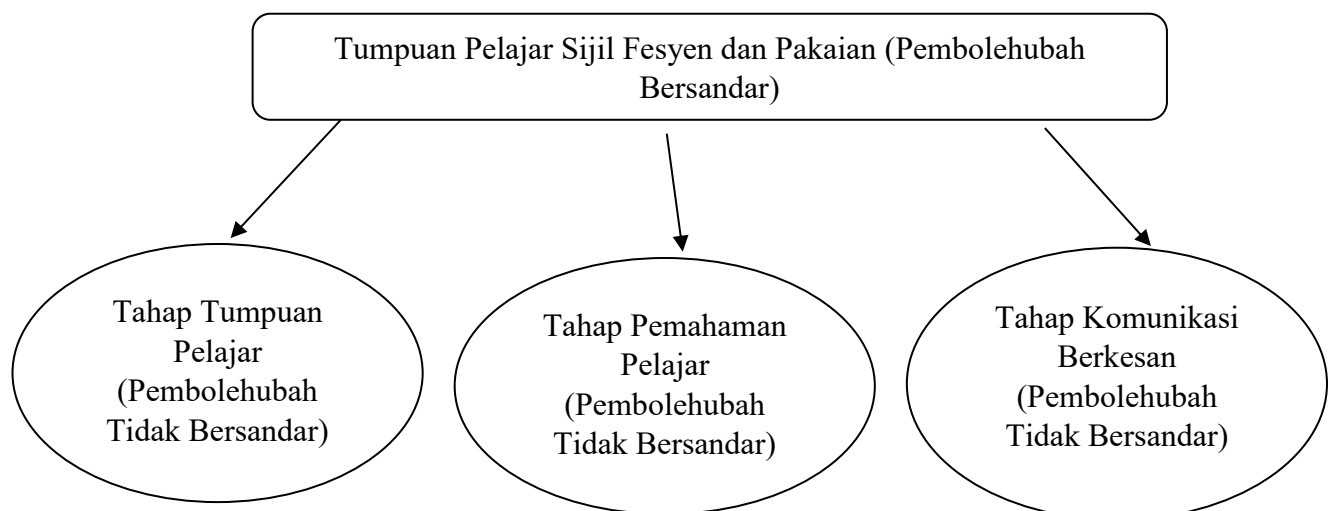 Tumpuan Pelajar Sijil Fesyen dan Pakaian (Pembolehubah
Bersandar)
Tahap Tumpuan
Pelajar
(Pembolehubah
Tidak Bersandar)
Tahap Pemahaman
Pelajar
(Pembolehubah
Tidak Bersandar)
Tahap Komunikasi
Berkesan
(Pembolehubah
Tidak Bersandar)